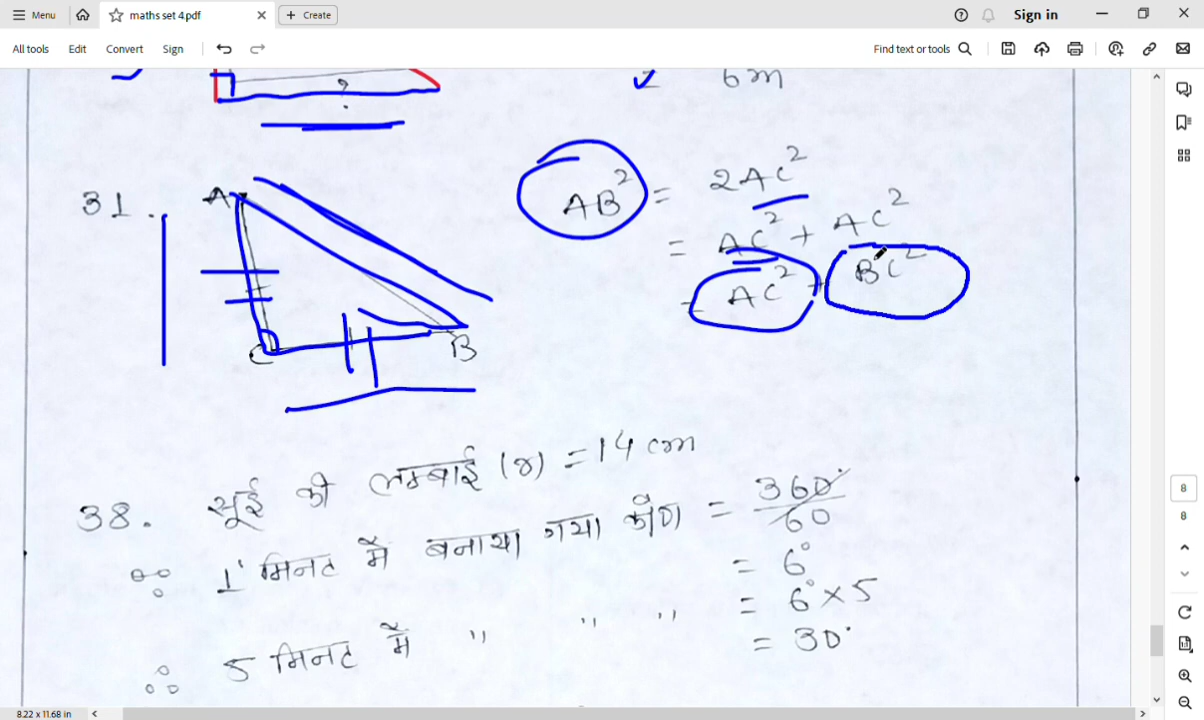 Menu
maths set 4.pdf
+ Create
Sign in
All tools Edit Convert Sign
Find text or tools
?
6m
31.
A
C
B
AB² = 2AC²
= AC² + AC²
= AC² + BC²
38. सूई की लम्बाई (r) = 14 cm
∵ 1 मिनट में बनाया गया कोण = 360°/60
= 6°
∴ 5 मिनट में " " " = 6° × 5
= 30°
8
8
8.22 x 11.68 in